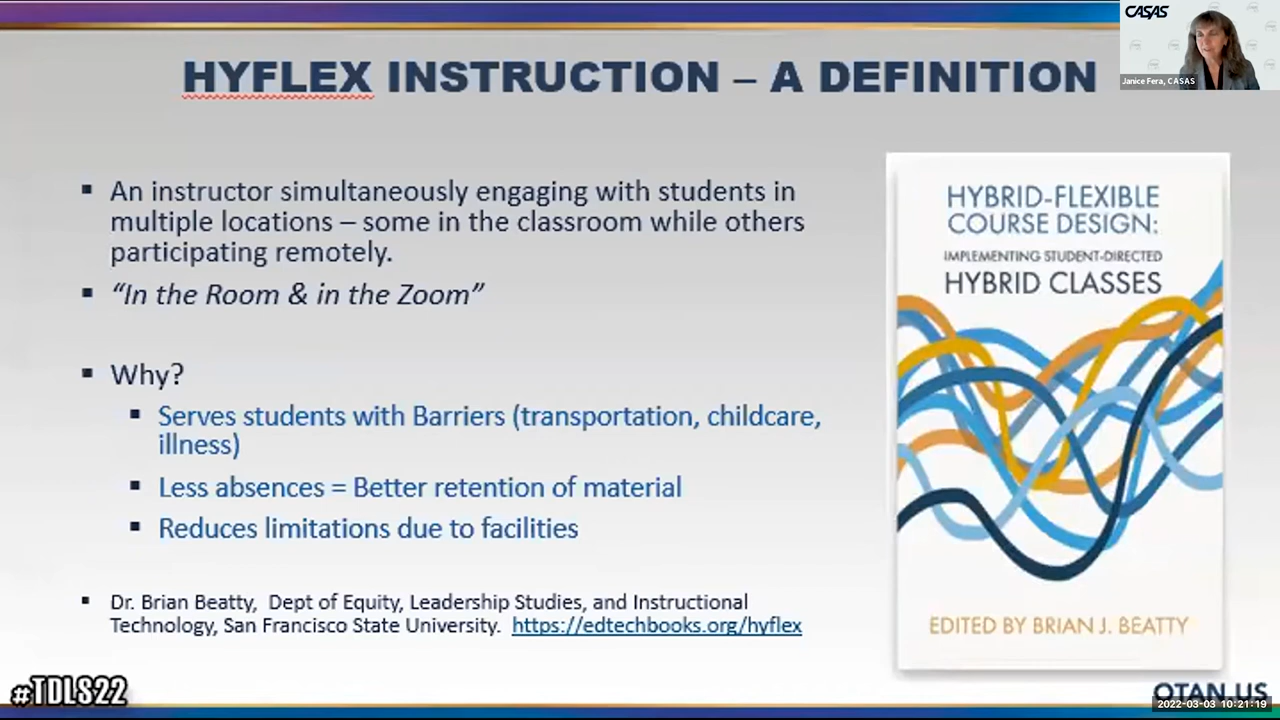 CASAS
Janice Fera, CASAS
HYFLEX INSTRUCTION – A DEFINITION
▪ An instructor simultaneously engaging with students in
multiple locations – some in the classroom while others
participating remotely.
▪ “In the Room & in the Zoom”
▪ Why?
▪ Serves students with Barriers (transportation, childcare,
illness)
▪ Less absences = Better retention of material
▪ Reduces limitations due to facilities
▪ Dr. Brian Beatty, Dept of Equity, Leadership Studies, and Instructional
Technology, San Francisco State University. https://edtechbooks.org/hyflex
HYBRID-FLEXIBLE
COURSE DESIGN:
IMPLEMENTING STUDENT-DIRECTED
HYBRID CLASSES
EDITED BY BRIAN J. BEATTY
#TDLS22
OTAN.US
2022-03-03 10:21:19